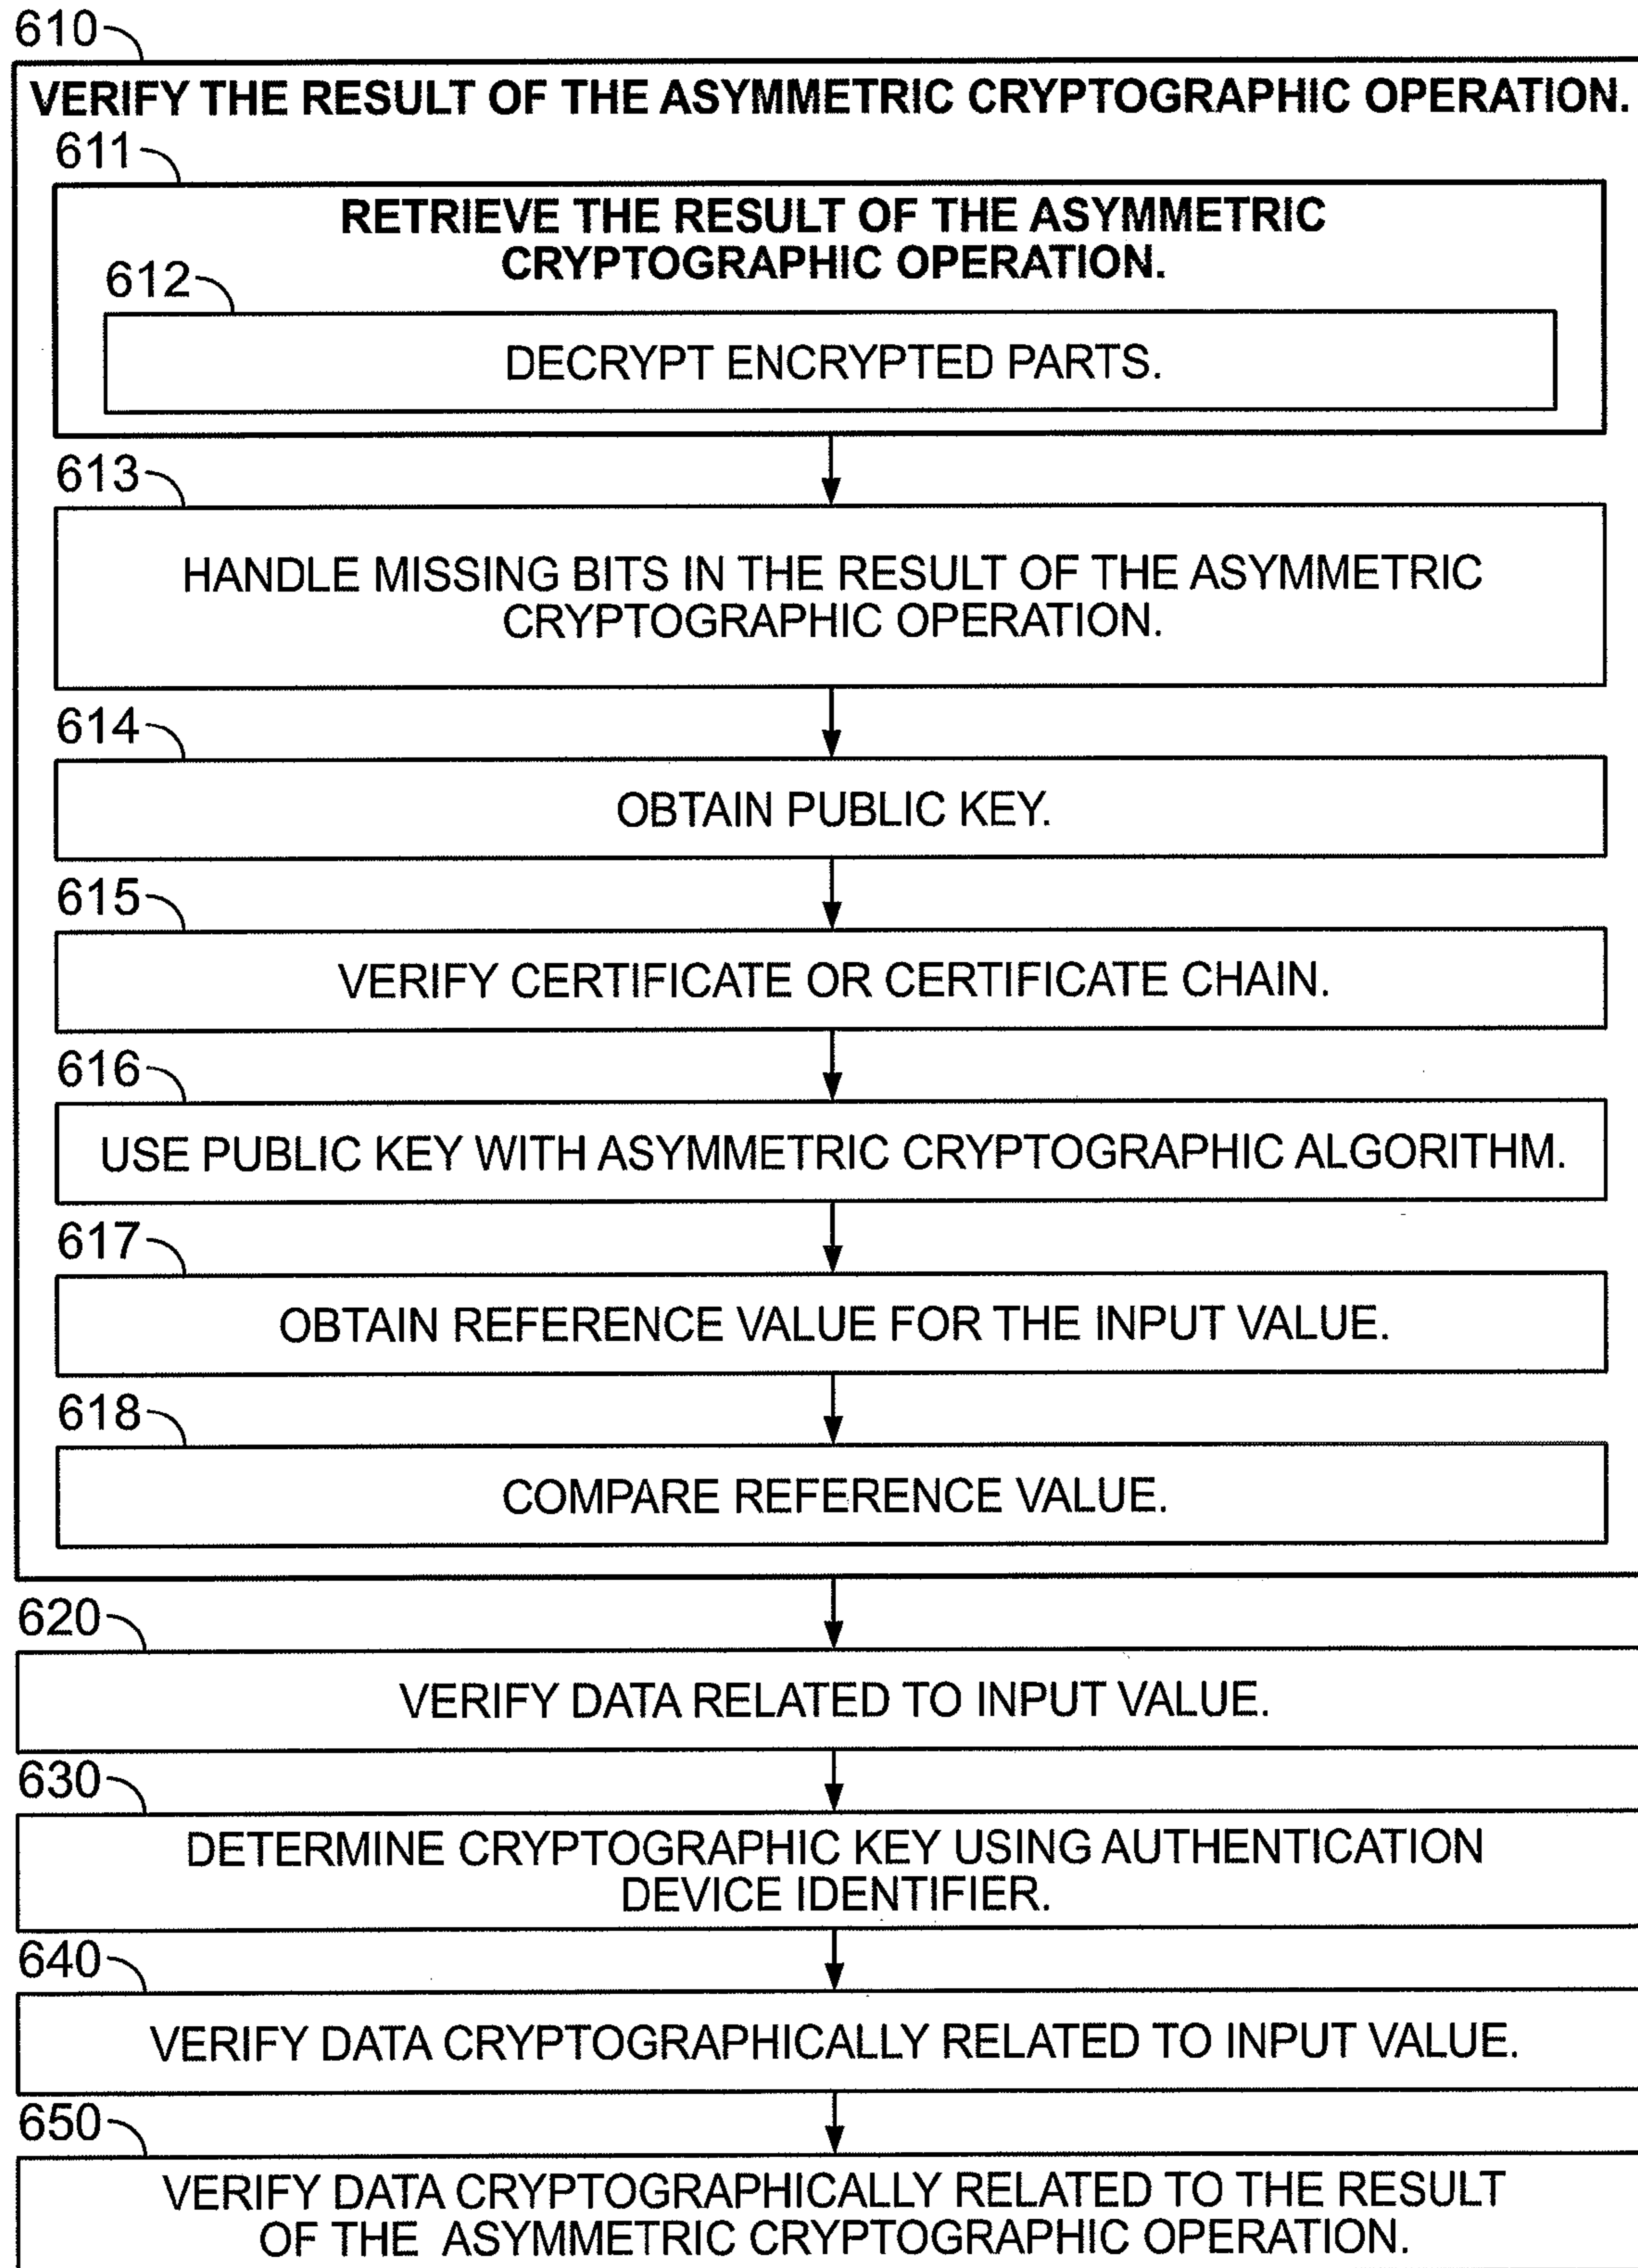 610
VERIFY THE RESULT OF THE ASYMMETRIC CRYPTOGRAPHIC OPERATION.
611
RETRIEVE THE RESULT OF THE ASYMMETRIC
CRYPTOGRAPHIC OPERATION.
612
DECRYPT ENCRYPTED PARTS.
613
HANDLE MISSING BITS IN THE RESULT OF THE ASYMMETRIC
CRYPTOGRAPHIC OPERATION.
614
OBTAIN PUBLIC KEY.
615
VERIFY CERTIFICATE OR CERTIFICATE CHAIN.
616
USE PUBLIC KEY WITH ASYMMETRIC CRYPTOGRAPHIC ALGORITHM.
617
OBTAIN REFERENCE VALUE FOR THE INPUT VALUE.
618
COMPARE REFERENCE VALUE.
620
VERIFY DATA RELATED TO INPUT VALUE.
630
DETERMINE CRYPTOGRAPHIC KEY USING AUTHENTICATION
DEVICE IDENTIFIER.
640
VERIFY DATA CRYPTOGRAPHICALLY RELATED TO INPUT VALUE.
650
VERIFY DATA CRYPTOGRAPHICALLY RELATED TO THE RESULT
OF THE ASYMMETRIC CRYPTOGRAPHIC OPERATION.